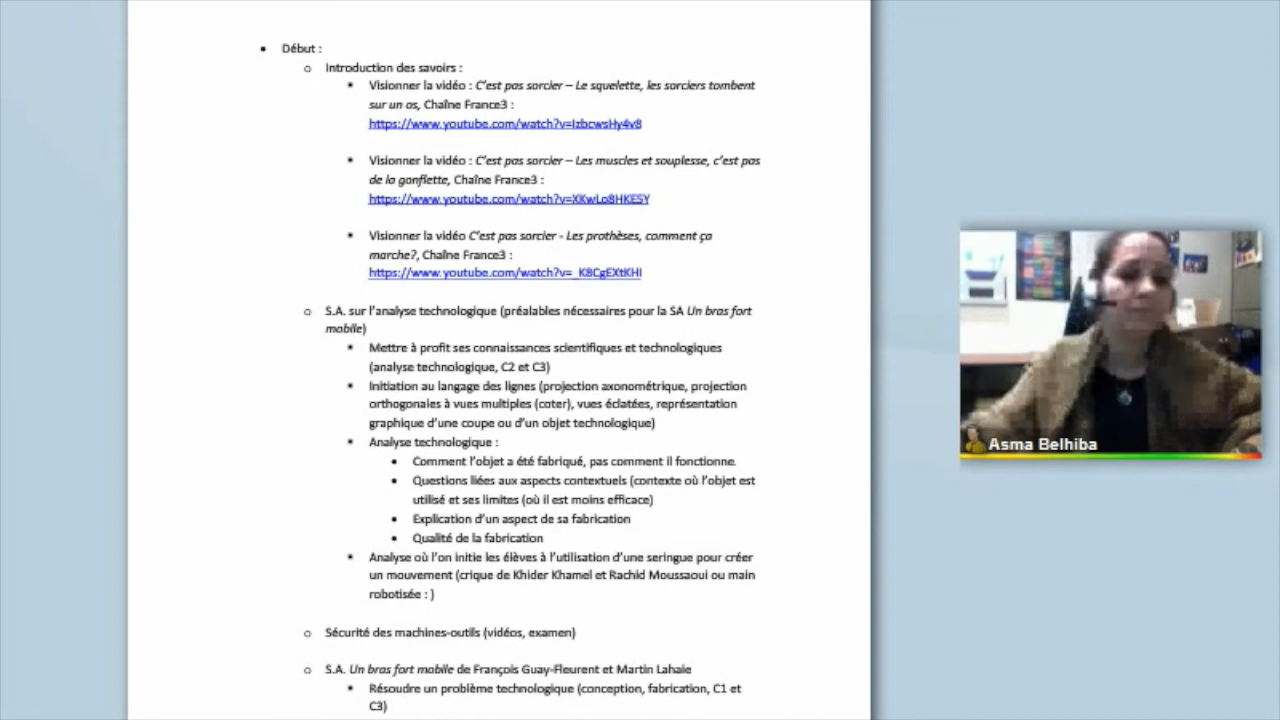 • Début :
o Introduction des savoirs :
▪ Visionner la vidéo : C'est pas sorcier – Le squelette, les sorciers tombent
sur un os, Chaîne France3 :
https://www.youtube.com/watch?v=IzbcwsHy4v8
▪ Visionner la vidéo : C'est pas sorcier – Les muscles et souplesse, c'est pas
de la gonflette, Chaîne France3 :
https://www.youtube.com/watch?v=XKwLo8HKE5Y
▪ Visionner la vidéo C'est pas sorcier - Les prothèses, comment ça
marche?, Chaîne France3 :
https://www.youtube.com/watch?v=_K8CgEXtKHI
o S.A. sur l'analyse technologique (préalables nécessaires pour la SA Un bras fort
mobile)
▪ Mettre à profit ses connaissances scientifiques et technologiques
(analyse technologique, C2 et C3)
▪ Initiation au langage des lignes (projection axonométrique, projection
orthogonales à vues multiples (coter), vues éclatées, représentation
graphique d'une coupe ou d'un objet technologique)
▪ Analyse technologique :
• Comment l'objet a été fabriqué, pas comment il fonctionne.
• Questions liées aux aspects contextuels (contexte où l'objet est
utilisé et ses limites (où il est moins efficace)
• Explication d'un aspect de sa fabrication
• Qualité de la fabrication
▪ Analyse où l'on initie les élèves à l'utilisation d'une seringue pour créer
un mouvement (crique de Khider Khamel et Rachid Moussaoui ou main
robotisée : )
o Sécurité des machines-outils (vidéos, examen)
o S.A. Un bras fort mobile de François Guay-Fleurent et Martin Lahaie
▪ Résoudre un problème technologique (conception, fabrication, C1 et
C3)
Asma Belhiba